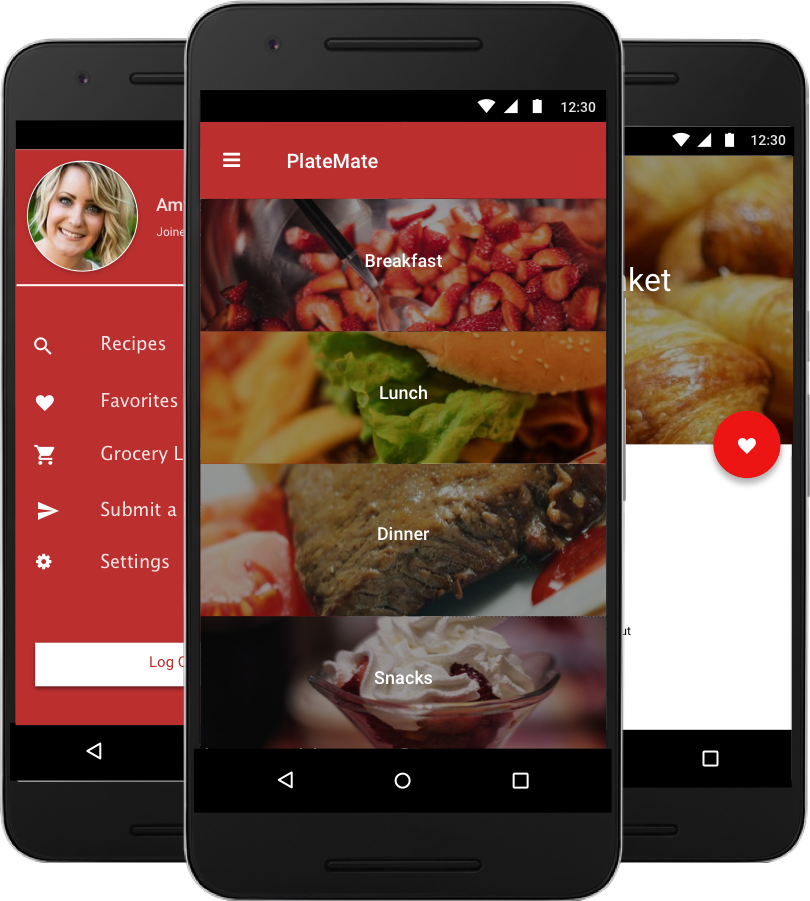 Am
Joine
Recipes
Favorites
Grocery L
Submit a
Settings
Log
12:30
PlateMate
Breakfast
Lunch
Dinner
Snacks
12:30
ket
ut